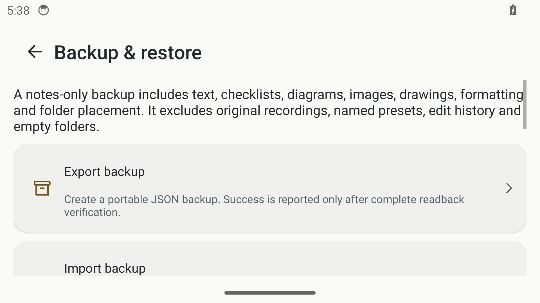 5:38
Backup & restore
A notes-only backup includes text, checklists, diagrams, images, drawings, formatting
and folder placement. It excludes original recordings, named presets, edit history and
empty folders.
Export backup
Create a portable JSON backup. Success is reported only after complete readback
verification.
Import backup